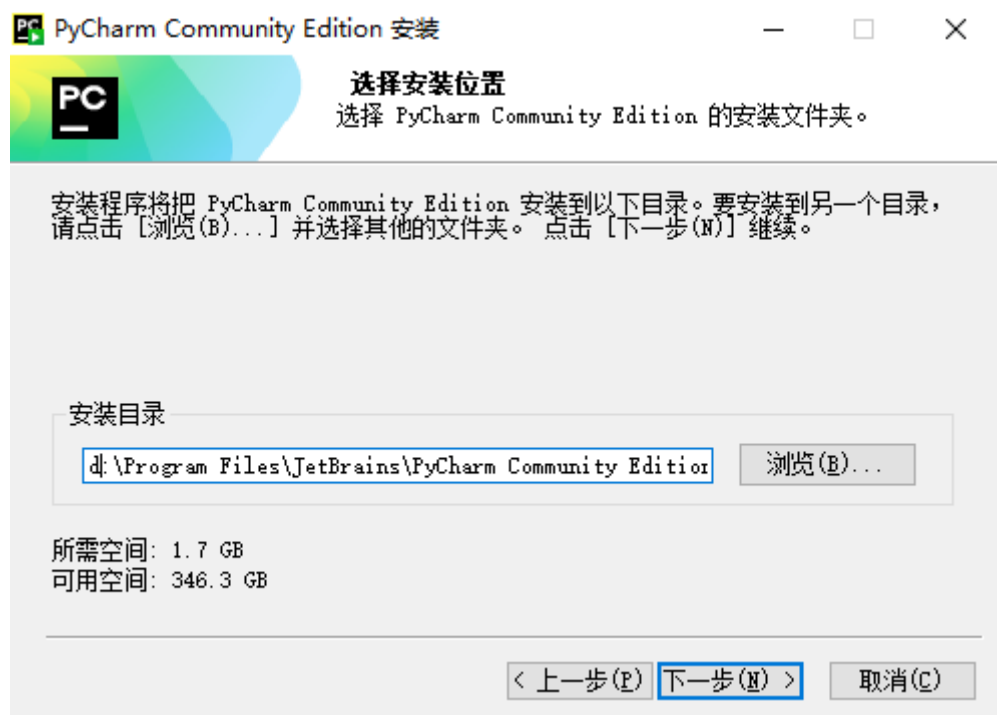 PyCharm Community Edition 安装
PC
选择安装位置
选择 PyCharm Community Edition 的安装文件夹。
安装程序将把 PyCharm Community Edition 安装到以下目录。要安装到另一个目录，
请点击 [浏览(B)...] 并选择其他的文件夹。 点击 [下一步(N)] 继续。
安装目录
d:\Program Files\JetBrains\PyCharm Community Edition
浏览(B)...
所需空间: 1.7 GB
可用空间: 346.3 GB
< 上一步(P)
下一步(N) >
取消(C)